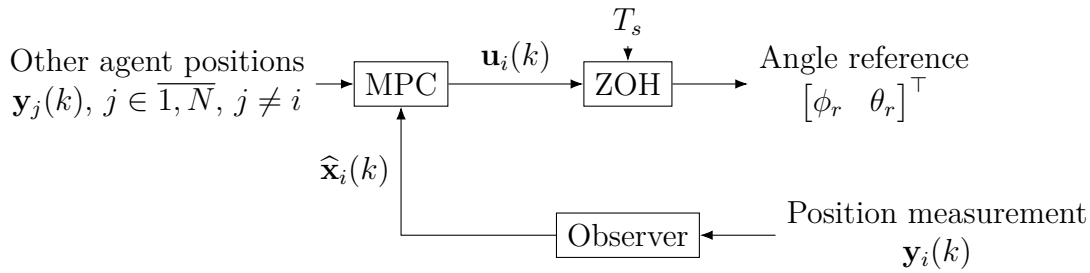 T_s
Other agent positions
y_j(k), j ∈ \overline{1, N}, j ≠ i
MPC
u_i(k)
ZOH
Angle reference
[φ_r θ_r]^⊤
x̂_i(k)
Observer
Position measurement
y_i(k)